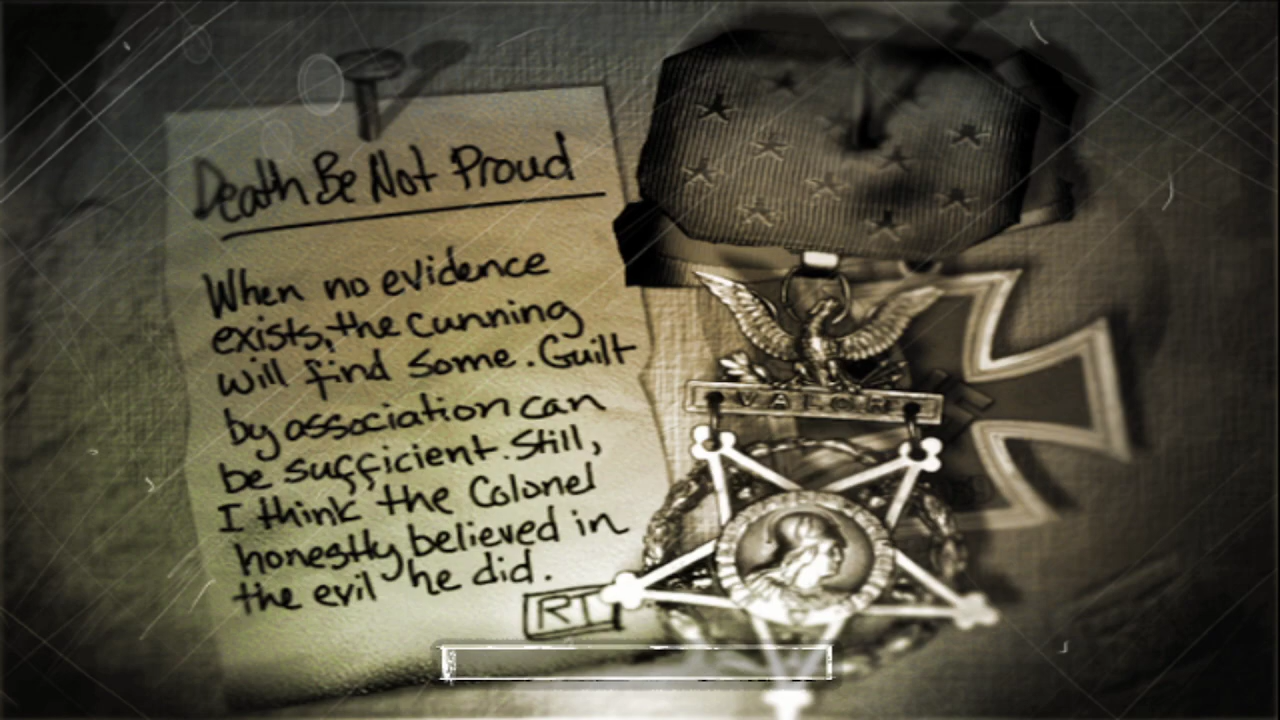 Death Be Not Proud
When no evidence
exists, the cunning
will find some. Guilt
by association can
be sufficient. Still,
I think the Colonel
honestly believed in
the evil he did.
RT
VALOR